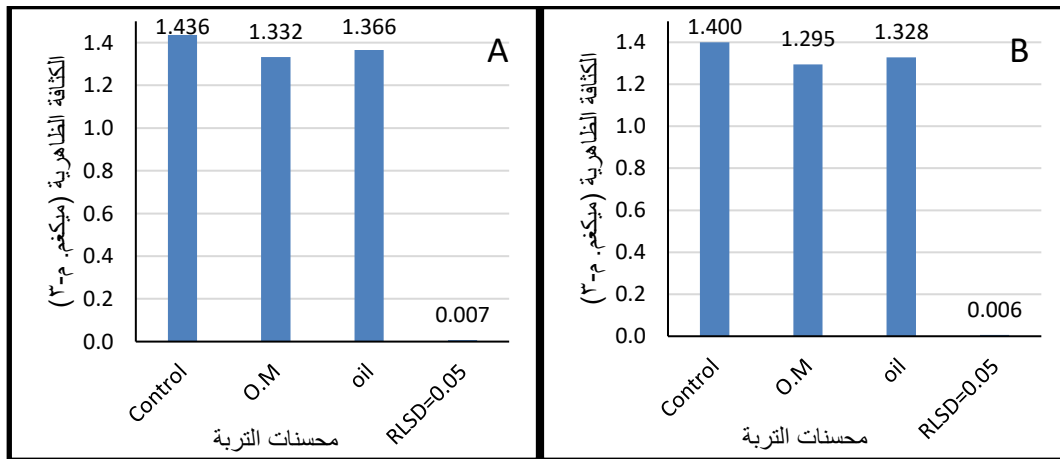 A
الكثافة الظاهرية (ميكغم. م-٣)
1.4
1.2
1.0
0.8
0.6
0.4
0.2
0.0
1.436
1.332
1.366
0.007
Control
O.M
oil
RLSD=0.05
محسنات التربة
B
الكثافة الظاهرية (ميكغم. م-٣)
1.4
1.2
1.0
0.8
0.6
0.4
0.2
0.0
1.400
1.295
1.328
0.006
Control
O.M
oil
RLSD=0.05
محسنات التربة